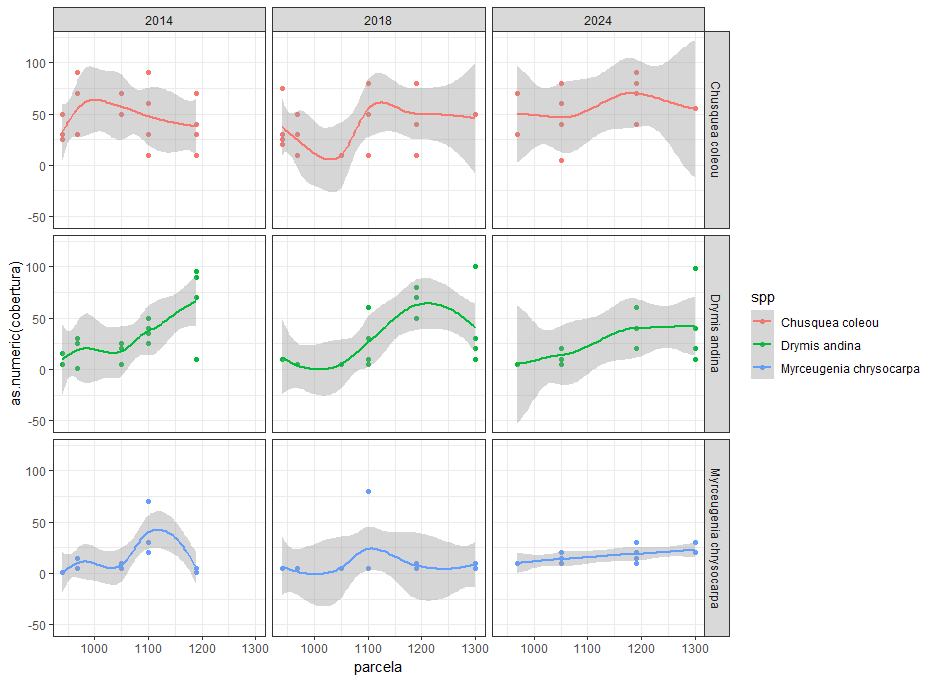 2014
2018
2024
100
50
0
-50
Chusquea coleou
100
50
0
-50
Drymis andina
100
50
0
-50
Myrceugenia chrysocarpa
as.numeric(cobertura)
1000 1100 1200 1300
1000 1100 1200 1300
1000 1100 1200 1300
parcela
spp
Chusquea coleou
Drymis andina
Myrceugenia chrysocarpa